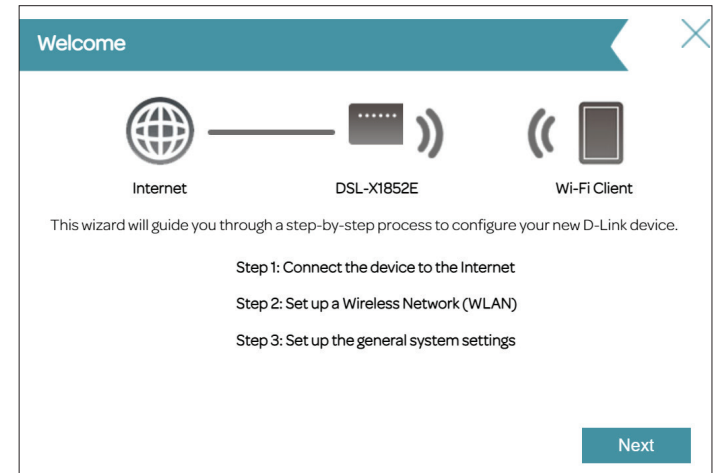 Welcome
Internet
DSL-X1852E
Wi-Fi Client
This wizard will guide you through a step-by-step process to configure your new D-Link device.
Step 1: Connect the device to the Internet
Step 2: Set up a Wireless Network (WLAN)
Step 3: Set up the general system settings
Next